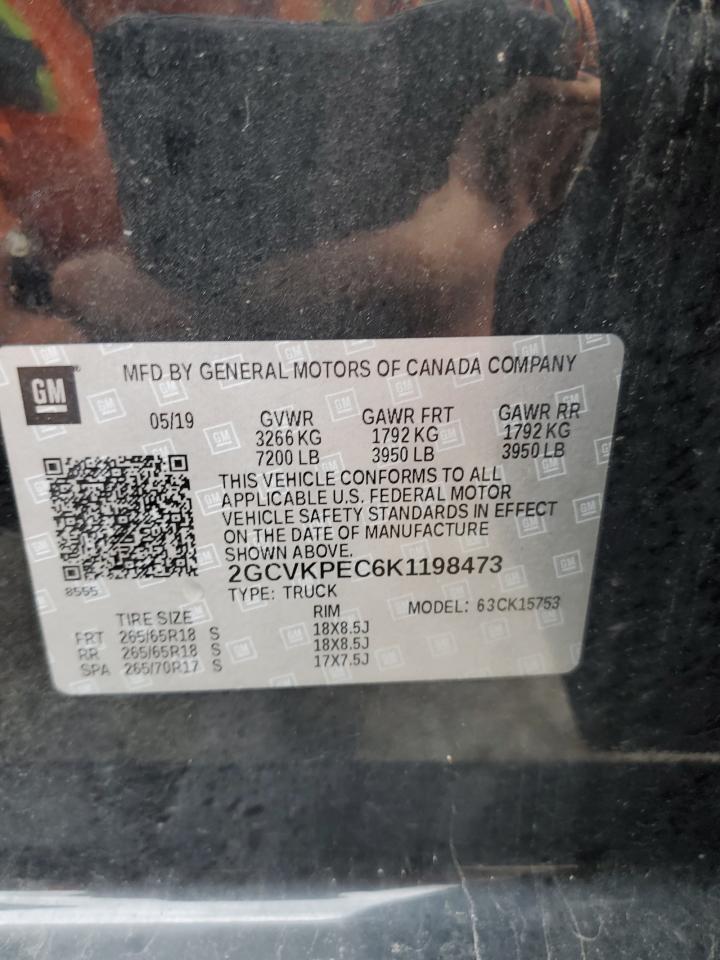 GM
MFD BY GENERAL MOTORS OF CANADA COMPANY
05/19 GVWR GAWR FRT GAWR RR
3266 KG 1792 KG 1792 KG
7200 LB 3950 LB 3950 LB
THIS VEHICLE CONFORMS TO ALL
APPLICABLE U.S. FEDERAL MOTOR
VEHICLE SAFETY STANDARDS IN EFFECT
ON THE DATE OF MANUFACTURE
SHOWN ABOVE.
8555
2GCVKPEC6K1198473
TYPE: TRUCK MODEL: 63CK15753
TIRE SIZE RIM
FRT 265/65R18 S 18X8.5J
RR 265/65R18 S 18X8.5J
SPA 265/70R17 S 17X7.5J